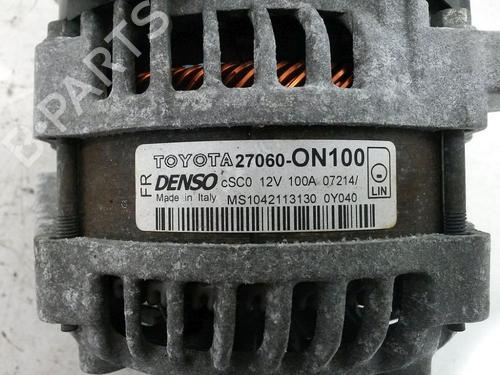 B-PARTS
TOYOTA 27060-0N100
FR DENSO cSC0 12V 100A 07214/
LIN
Made in Italy MS1042113130 0Y040